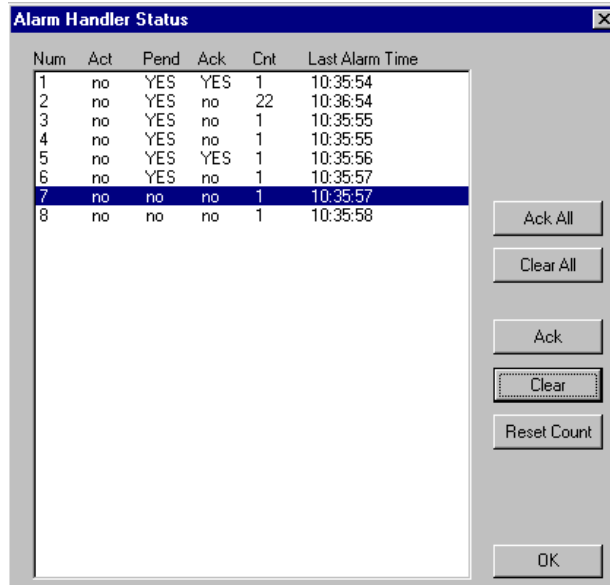 Alarm Handler Status
Num Act Pend Ack Cnt Last Alarm Time
1 no YES YES 1 10:35:54
2 no YES no 22 10:36:54
3 no YES no 1 10:35:55
4 no YES no 1 10:35:55
5 no YES YES 1 10:35:56
6 no YES no 1 10:35:57
7 no no no 1 10:35:57
8 no no no 1 10:35:58
Ack All
Clear All
Ack
Clear
Reset Count
OK